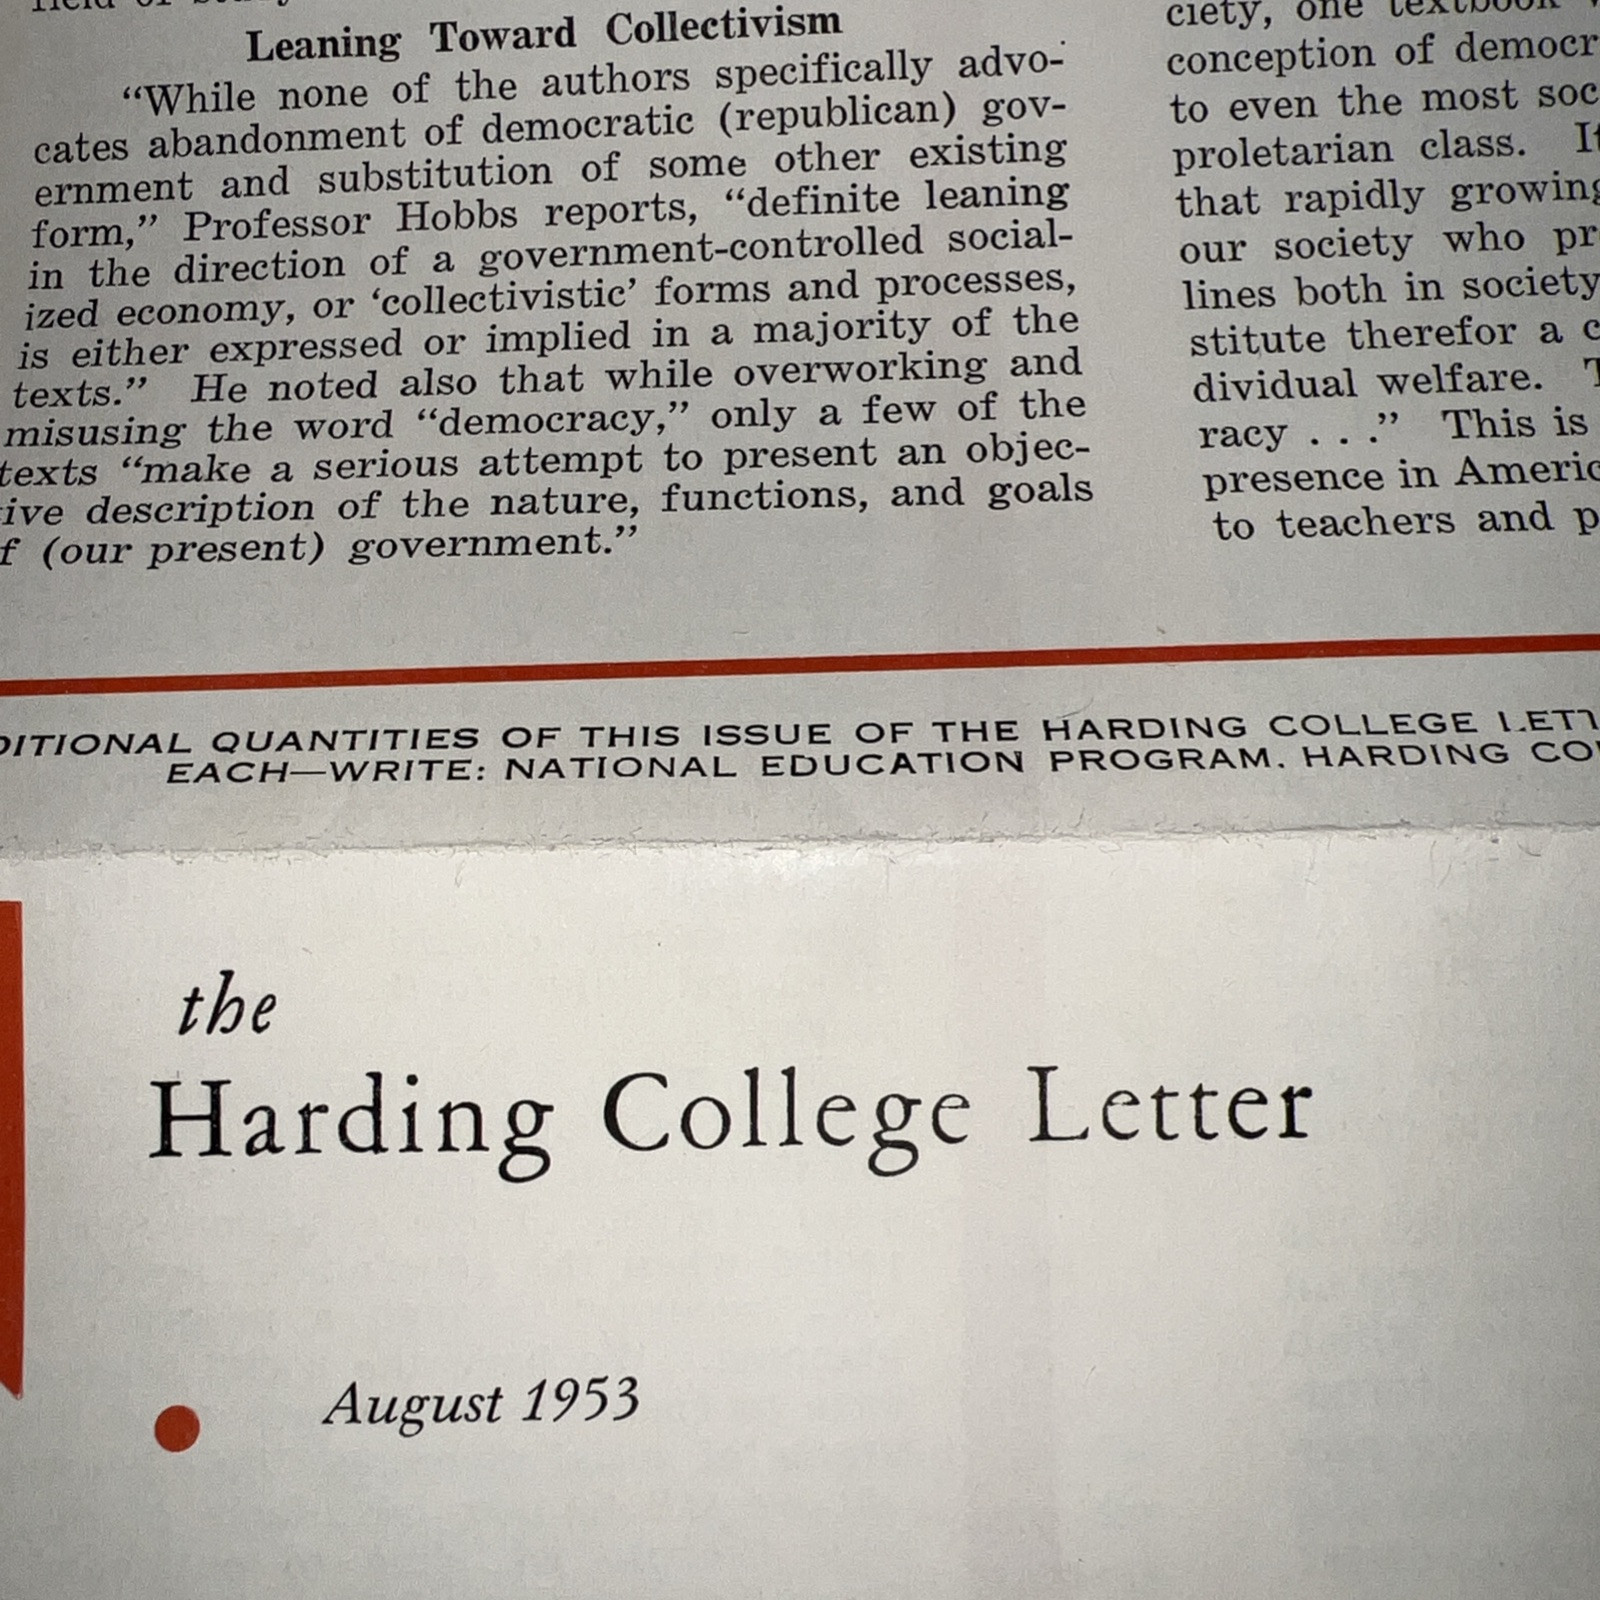 Leaning Toward Collectivism
“While none of the authors specifically advo-
cates abandonment of democratic (republican) gov-
ernment and substitution of some other existing
form,” Professor Hobbs reports, “definite leaning
in the direction of a government-controlled social-
ized economy, or ‘collectivistic’ forms and processes,
is either expressed or implied in a majority of the
texts.” He noted also that while overworking and
misusing the word “democracy,” only a few of the
texts “make a serious attempt to present an objec-
ive description of the nature, functions, and goals
f (our present) government.”
ciety, one textbook
conception of democr
to even the most soc
proletarian class. It
that rapidly growing
our society who pr
lines both in society
stitute therefor a c
dividual welfare. T
racy . . .” This is
presence in Americ
to teachers and p
DITIONAL QUANTITIES OF THIS ISSUE OF THE HARDING COLLEGE LETT
EACH—WRITE: NATIONAL EDUCATION PROGRAM, HARDING CO
the
Harding College Letter
August 1953